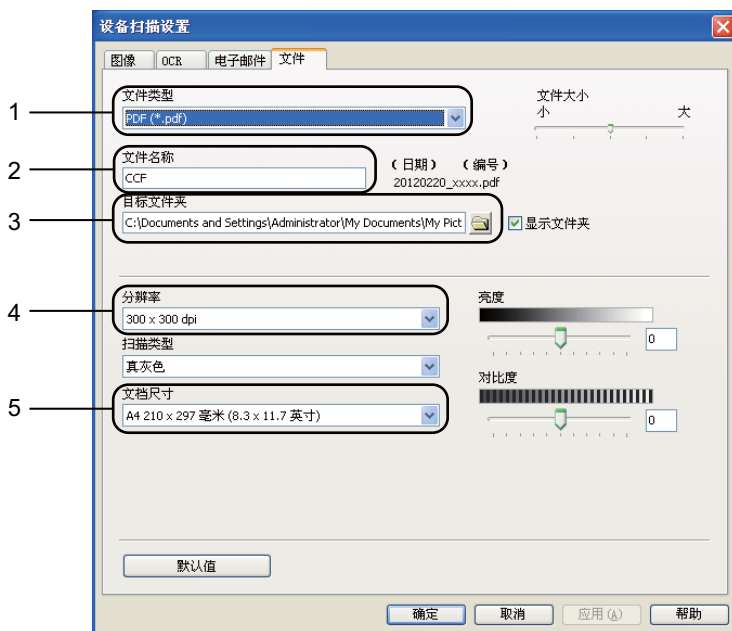 设备扫描设置
图像 OCR 电子邮件 文件
1
文件类型
PDF (*.pdf)
文件大小
小 大
2
文件名称
CCF
(日期) (编号)
20120220_xxxx.pdf
3
目标文件夹
C:\Documents and Settings\Administrator\My Documents\My Pict
显示文件夹
4
分辨率
300 x 300 dpi
亮度
0
扫描类型
真灰色
对比度
0
5
文档尺寸
A4 210 x 297 毫米 (8.3 x 11.7 英寸)
默认值
确定 取消 应用(A) 帮助